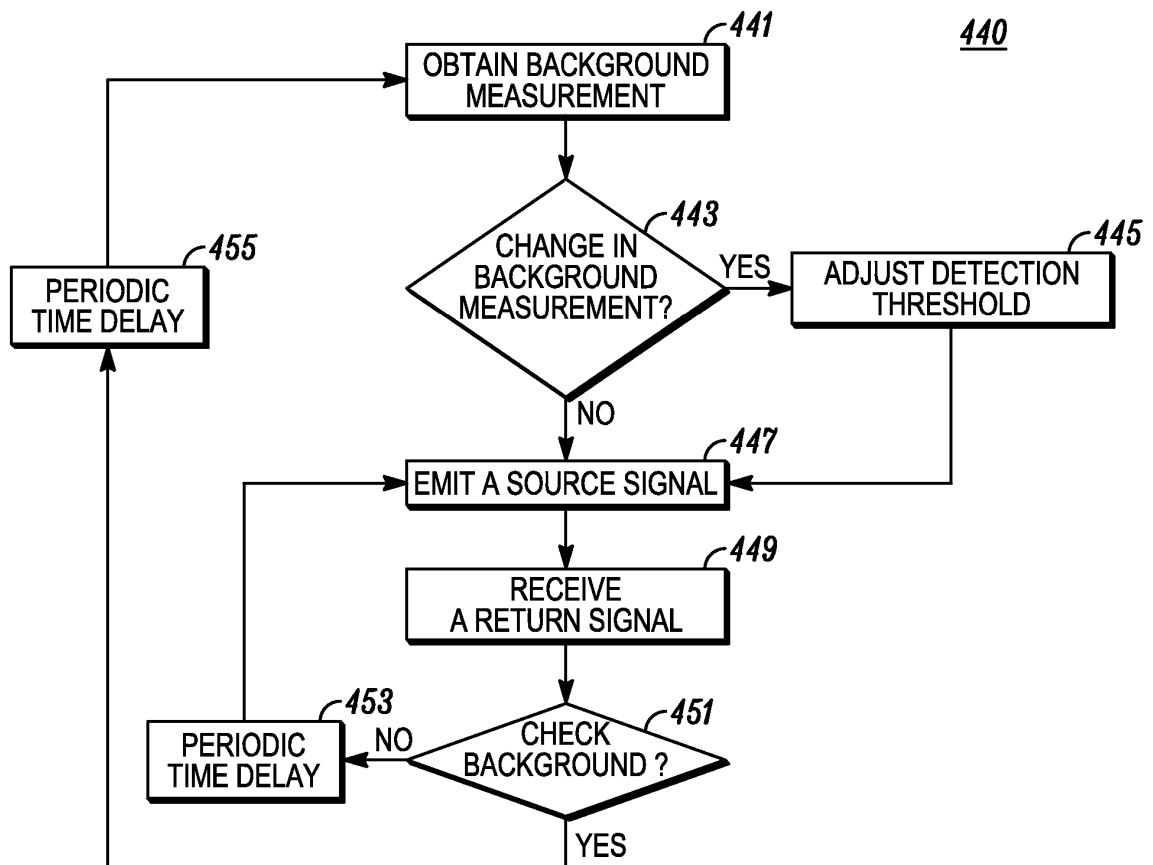 440
441
OBTAIN BACKGROUND
MEASUREMENT
443
CHANGE IN
BACKGROUND
MEASUREMENT?
YES
445
ADJUST DETECTION
THRESHOLD
455
PERIODIC
TIME DELAY
NO
447
EMIT A SOURCE SIGNAL
449
RECEIVE
A RETURN SIGNAL
451
CHECK
BACKGROUND ?
NO
453
PERIODIC
TIME DELAY
YES